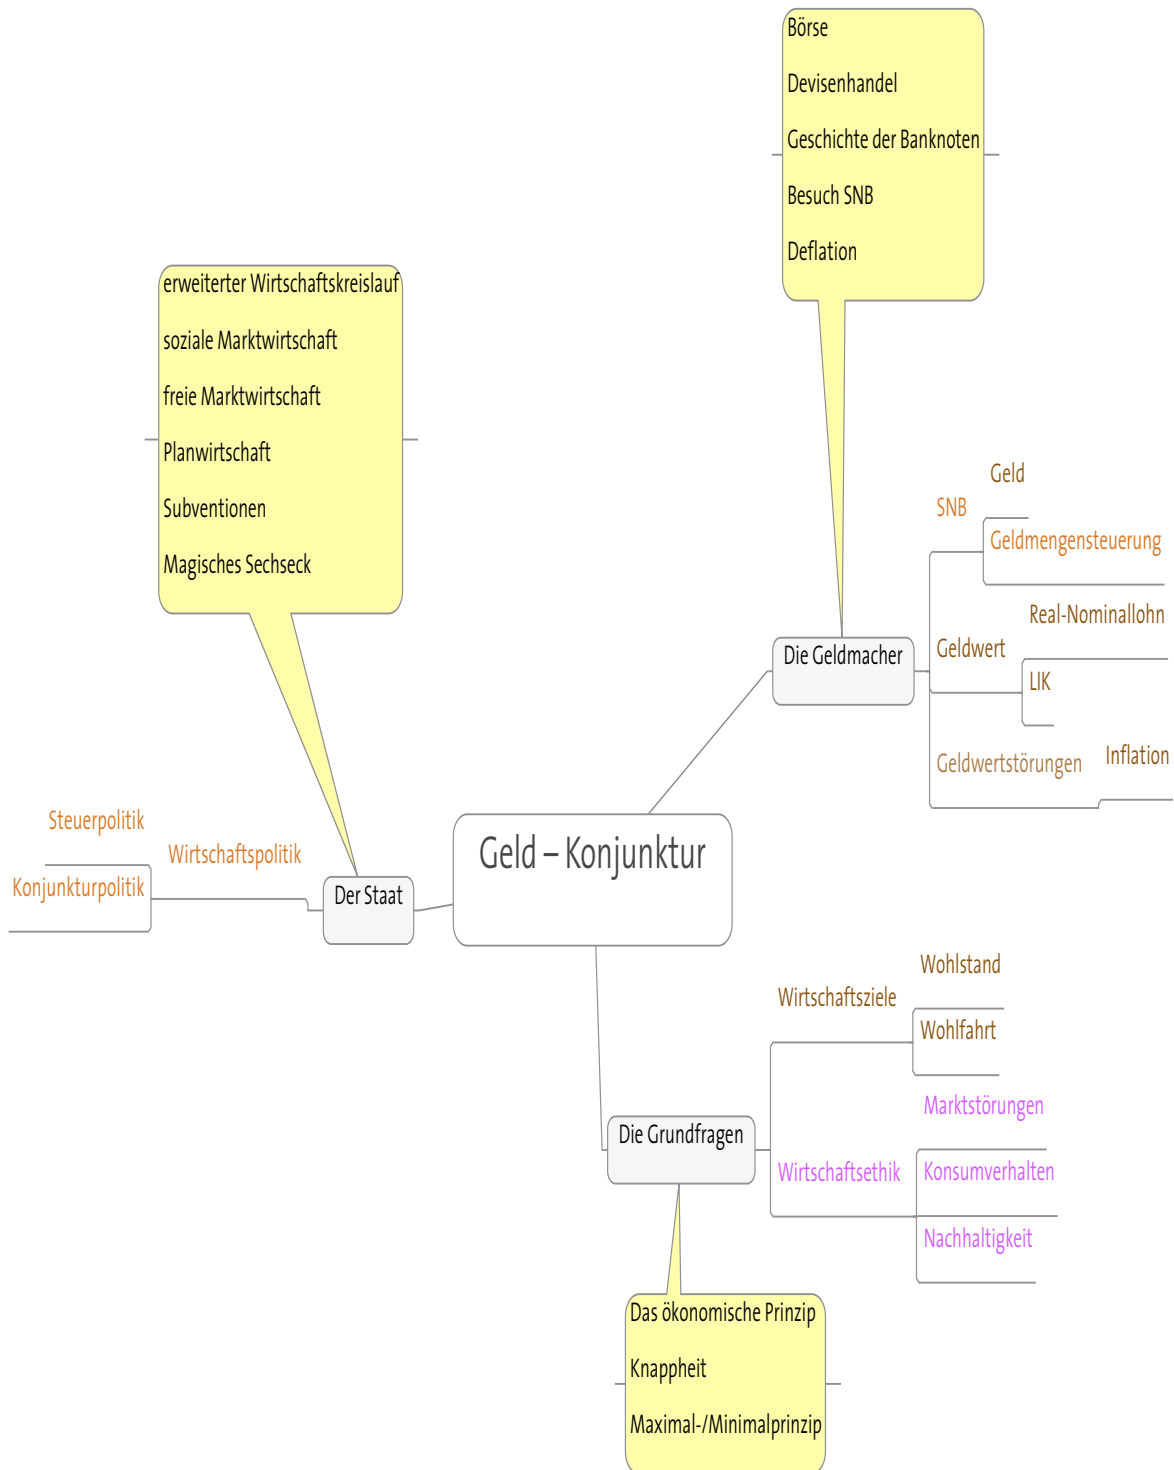 Börse
Devisenhandel
Geschichte der Banknoten
Besuch SNB
Deflation
erweiterter Wirtschaftskreislauf
soziale Marktwirtschaft
freie Marktwirtschaft
Planwirtschaft
Subventionen
Magisches Sechseck
Geld
SNB
Geldmengensteuerung
Real-Nominallohn
Die Geldmacher
Geldwert
LIK
Geldwertstörungen
Inflation
Steuerpolitik
Wirtschaftspolitik
Konjunkturpolitik
Der Staat
Geld – Konjunktur
Wohlstand
Wirtschaftsziele
Wohlfahrt
Marktstörungen
Die Grundfragen
Wirtschaftsethik
Konsumverhalten
Nachhaltigkeit
Das ökonomische Prinzip
Knappheit
Maximal-/Minimalprinzip